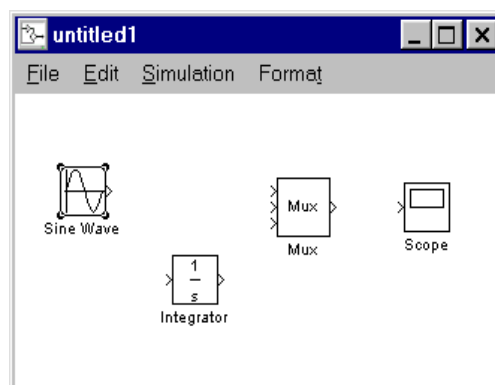 untitled1
File Edit Simulation Format
Sine Wave
Mux
Mux
Scope
1
s
Integrator